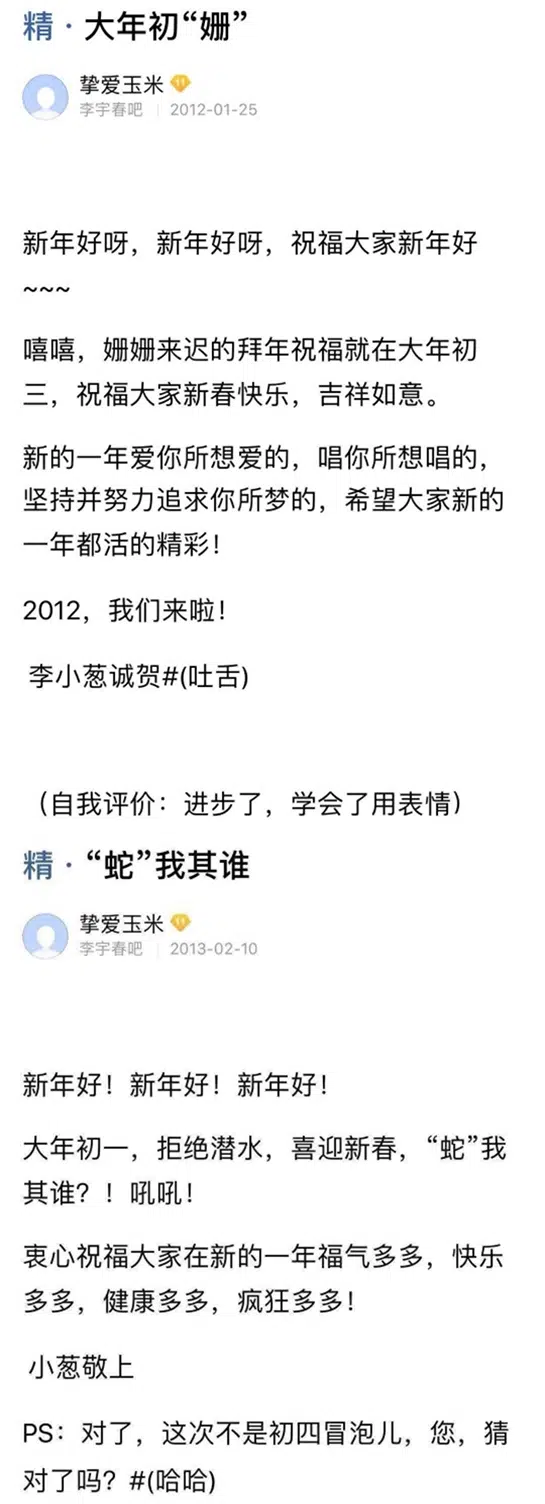 精·大年初“姗”
挚爱玉米
李宇春吧 | 2012-01-25
新年好呀，新年好呀，祝福大家新年好
~~~
嘻嘻，姗姗来迟的拜年祝福就在大年初
三，祝福大家新春快乐，吉祥如意。
新的一年爱你所想爱的，唱你所想唱的，
坚持并努力追求你所梦的，希望大家新的
一年都活的精彩！
2012，我们来啦！
李小葱诚贺#(吐舌)
（自我评价：进步了，学会了用表情）
精·“蛇”我其谁
挚爱玉米
李宇春吧 | 2013-02-10
新年好！新年好！新年好！
大年初一，拒绝潜水，喜迎新春，“蛇”我
其谁？！吼吼！
衷心祝福大家在新的一年福气多多，快乐
多多，健康多多，疯狂多多！
小葱敬上
PS：对了，这次不是初四冒泡儿，您，猜
对了吗？#(哈哈)